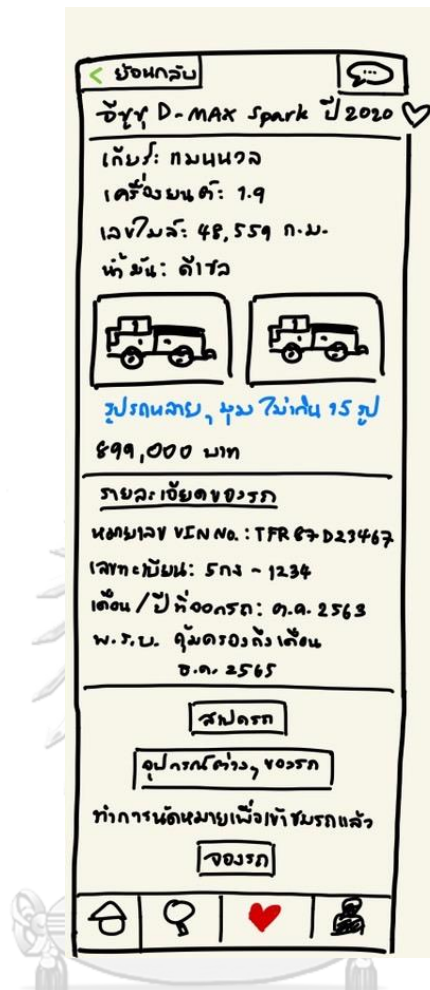 < ย้อนกลับ
อีซูซุ D-MAX Spark ปี 2020
เกียร์: แมนนวล
เครื่องยนต์: 1.9
เลขไมล์: 48,559 ก.ม.
น้ำมัน: ดีเซล
รูปรถหลายๆ มุม ไม่เกิน 15 รูป
899,000 บาท
รายละเอียดของรถ
หมายเลข VIN No. : TFR87D23467
เลขทะเบียน: 5กง - 1234
เดือน / ปี ที่ออกรถ: ต.ค. 2563
พ.ร.บ. คุ้มครองถึงเดือน
ธ.ค. 2565
สเปครถ
อุปกรณ์ต่างๆ ของรถ
ทำการนัดหมายเพื่อเข้าชมรถแล้ว
จองรถ